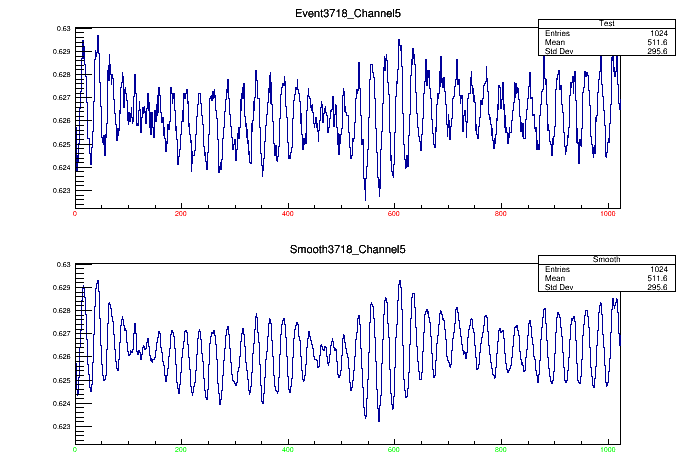 Event3718_Channel5
Test
Entries 1024
Mean 511.6
Std Dev 295.6
0.63
0.629
0.628
0.627
0.626
0.625
0.624
0.623
0 200 400 600 800 1000
Smooth3718_Channel5
Smooth
Entries 1024
Mean 511.6
Std Dev 295.6
0.63
0.629
0.628
0.627
0.626
0.625
0.624
0.623
0 200 400 600 800 1000